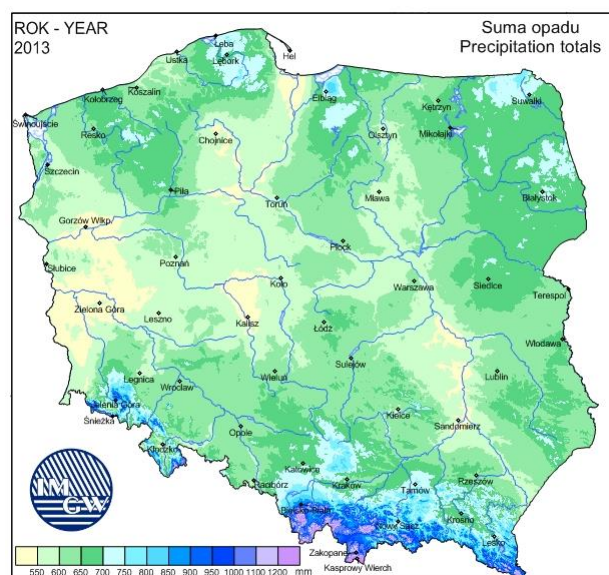 ROK - YEAR
2013
Suma opadu
Precipitation totals
Łeba
Ustka
Lębork
Hel
Koszalin
Kołobrzeg
Elbląg
Kętrzyn
Suwałki
Świnoujście
Resko
Chojnice
Olsztyn
Mikołajki
Szczecin
Piła
Toruń
Mława
Białystok
Gorzów Wlkp.
Płock
Słubice
Poznań
Koło
Warszawa
Siedlce
Terespol
Zielona Góra
Leszno
Kalisz
Łódź
Włodawa
Sulejów
Legnica
Wrocław
Wieluń
Lublin
Jelenia Góra
Śnieżka
Kielce
Opole
Sandomierz
Kłodzko
Katowice
Racibórz
Kraków
Tarnów
Rzeszów
Bielsko-Biała
Nowy Sącz
Krosno
Lesko
Zakopane
Kasprowy Wierch
IM
GW
550 600 650 700 750 800 850 900 950 1000 1100 1200 mm